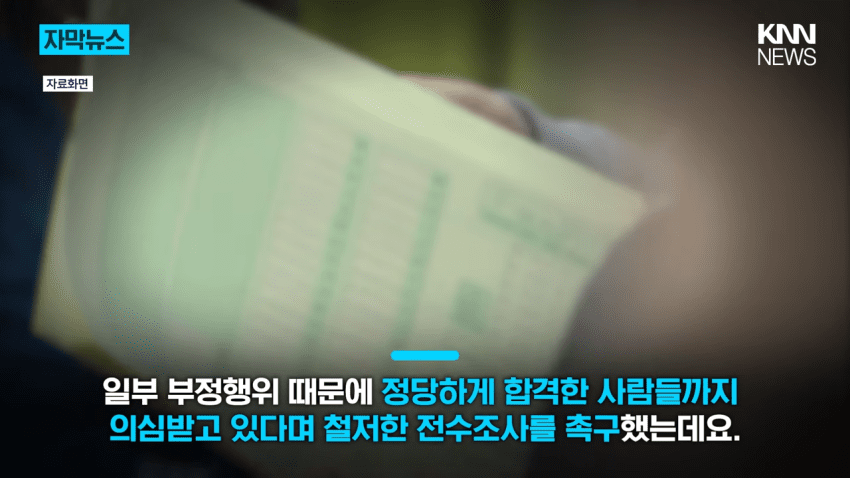 자막뉴스
KNN
NEWS
자료화면
일부 부정행위 때문에 정당하게 합격한 사람들까지
의심받고 있다며 철저한 전수조사를 촉구했는데요.